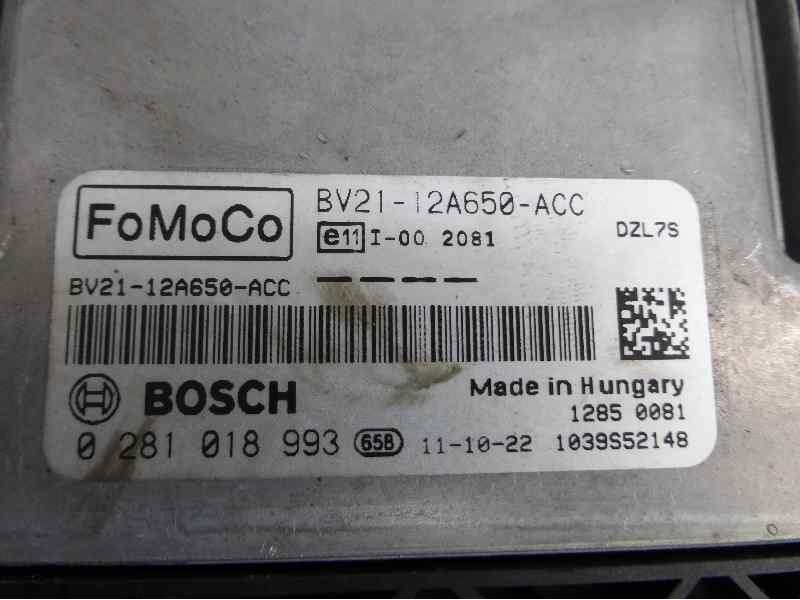 FoMoCo
BV21-12A650-ACC
e11 I-00 2081
DZL7S
BV21-12A650-ACC
BOSCH
Made in Hungary
1285 0081
0 281 018 993 65B 11-10-22 1039S52148